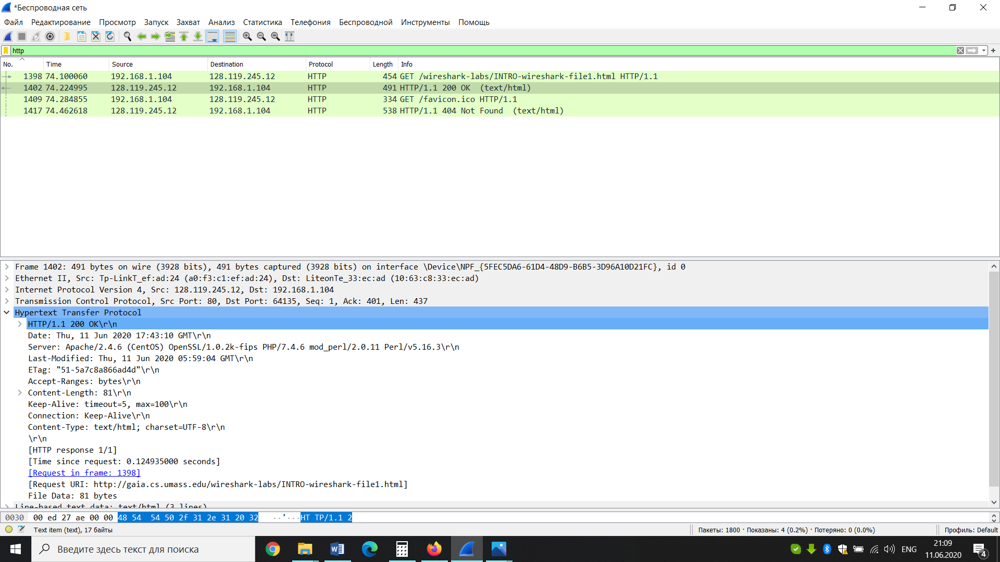 *Беспроводная сеть
Файл Редактирование Просмотр Запуск Захват Анализ Статистика Телефония Беспроводной Инструменты Помощь
http
No. Time Source Destination Protocol Length Info
1398 74.100060 192.168.1.104 128.119.245.12 HTTP 454 GET /wireshark-labs/INTRO-wireshark-file1.html HTTP/1.1
1402 74.224995 128.119.245.12 192.168.1.104 HTTP 491 HTTP/1.1 200 OK (text/html)
1409 74.284855 192.168.1.104 128.119.245.12 HTTP 334 GET /favicon.ico HTTP/1.1
1417 74.462618 128.119.245.12 192.168.1.104 HTTP 538 HTTP/1.1 404 Not Found (text/html)
Frame 1402: 491 bytes on wire (3928 bits), 491 bytes captured (3928 bits) on interface \Device\NPF_{5FEC5DA6-61D4-48D9-B6B5-3D96A10D21FC}, id 0
Ethernet II, Src: Tp-LinkT_ef:ad:24 (a0:f3:c1:ef:ad:24), Dst: LiteonTe_33:ec:ad (10:63:c8:33:ec:ad)
Internet Protocol Version 4, Src: 128.119.245.12, Dst: 192.168.1.104
Transmission Control Protocol, Src Port: 80, Dst Port: 64135, Seq: 1, Ack: 401, Len: 437
Hypertext Transfer Protocol
HTTP/1.1 200 OK\r\n
Date: Thu, 11 Jun 2020 17:43:10 GMT\r\n
Server: Apache/2.4.6 (CentOS) OpenSSL/1.0.2k-fips PHP/7.4.6 mod_perl/2.0.11 Perl/v5.16.3\r\n
Last-Modified: Thu, 11 Jun 2020 05:59:04 GMT\r\n
ETag: "51-5a7c8a866ad4d"\r\n
Accept-Ranges: bytes\r\n
Content-Length: 81\r\n
Keep-Alive: timeout=5, max=100\r\n
Connection: Keep-Alive\r\n
Content-Type: text/html; charset=UTF-8\r\n
\r\n
[HTTP response 1/1]
[Time since request: 0.124935000 seconds]
[Request in frame: 1398]
[Request URI: http://gaia.cs.umass.edu/wireshark-labs/INTRO-wireshark-file1.html]
File Data: 81 bytes
Line-based text data: text/html (3 lines)
0030 00 ed 27 ae 00 00 48 54 54 50 2f 31 2e 31 20 32 ··'···HT TP/1.1 2
Text item (text), 17 байты Пакеты: 1800 · Показаны: 4 (0.2%) · Потеряно: 0 (0.0%) Профиль: Default
Введите здесь текст для поиска ENG 21:09
11.06.2020 4